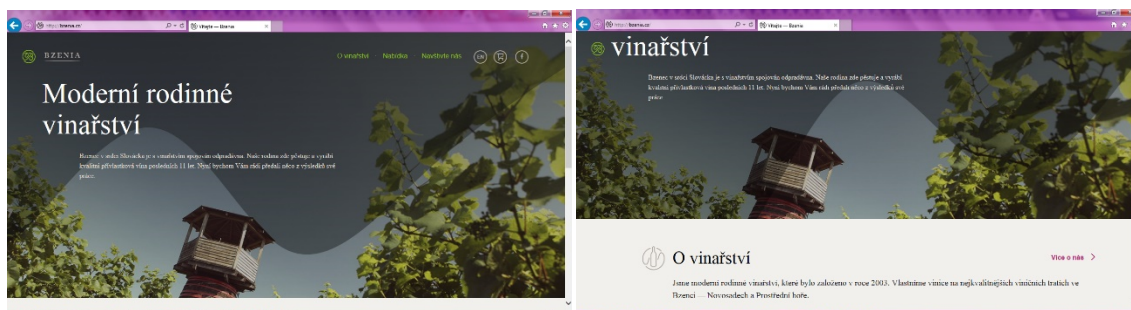 bzenia.cz
Vítejte — Bzenia
BZENIA
O vinařství
Nabídka
Navštivte nás
EN
f
Moderní rodinné
vinařství
Bzenec v srdci Slovácka je s vinařstvím spojován odpradávna. Naše rodina zde pěstuje a vyrábí
kvalitní přívlastková vína posledních 11 let. Nyní bychom Vám rádi předali něco z výsledků své
práce.
bzenia.cz
Vítejte — Bzenia
vinařství
Bzenec v srdci Slovácka je s vinařstvím spojován odpradávna. Naše rodina zde pěstuje a vyrábí
kvalitní přívlastková vína posledních 11 let. Nyní bychom Vám rádi předali něco z výsledků své
práce.
O vinařství
Více o nás
Jsme moderní rodinné vinařství, které bylo založeno v roce 2003. Vlastníme vinice na nejkvalitnějších viničních tratích ve
Bzenci — Novosadech a Prostřední hoře.